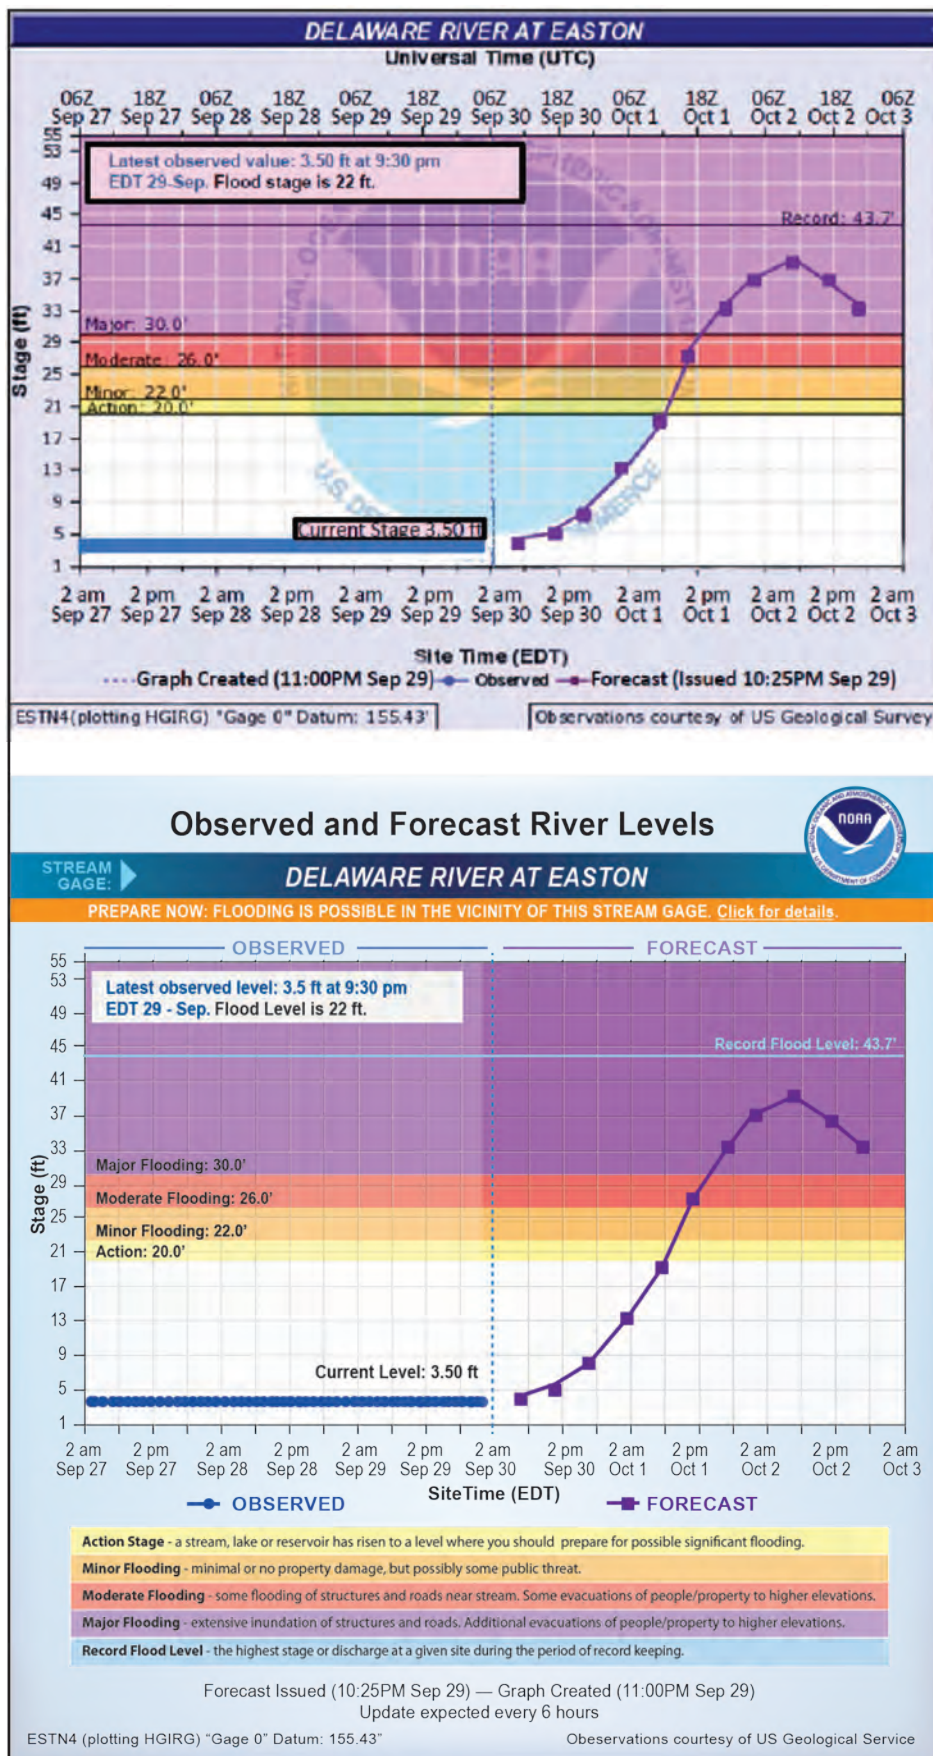 DELAWARE RIVER AT EASTON
Universal Time (UTC)
06Z 18Z 06Z 18Z 06Z 18Z 06Z 18Z 06Z 18Z 06Z 18Z 06Z
Sep 27 Sep 27 Sep 28 Sep 28 Sep 29 Sep 29 Sep 30 Sep 30 Oct 1 Oct 1 Oct 2 Oct 2 Oct 3
55
53
Latest observed value: 3.50 ft at 9:30 pm
EDT 29-Sep. Flood stage is 22 ft.
49
45
Record: 43.7'
41
37
33
Major: 30.0'
29
Moderate: 26.0'
25
Minor: 22.0'
21
Action: 20.0'
17
13
9
5
1
Stage (ft)
NOAA
Current Stage 3.50 ft
2 am 2 pm 2 am 2 pm 2 am 2 pm 2 am 2 pm 2 am 2 pm 2 am 2 pm 2 am
Sep 27 Sep 27 Sep 28 Sep 28 Sep 29 Sep 29 Sep 30 Sep 30 Oct 1 Oct 1 Oct 2 Oct 2 Oct 3
Site Time (EDT)
Graph Created (11:00PM Sep 29) Observed Forecast (Issued 10:25PM Sep 29)
ESTN4(plotting HGIRG) "Gage 0" Datum: 155.43' Observations courtesy of US Geological Survey
Observed and Forecast River Levels
NOAA
NATIONAL OCEANIC AND ATMOSPHERIC ADMINISTRATION
U.S. DEPARTMENT OF COMMERCE
STREAM
GAGE:
DELAWARE RIVER AT EASTON
PREPARE NOW: FLOODING IS POSSIBLE IN THE VICINITY OF THIS STREAM GAGE. Click for details.
OBSERVED FORECAST
55
53
Latest observed level: 3.5 ft at 9:30 pm
EDT 29 - Sep. Flood Level is 22 ft.
49
45
Record Flood Level: 43.7'
41
37
33
Major Flooding: 30.0'
29
Moderate Flooding: 26.0'
25
Minor Flooding: 22.0'
21
Action: 20.0'
17
13
9
5
1
Stage (ft)
Current Level: 3.50 ft
2 am 2 pm 2 am 2 pm 2 am 2 pm 2 am 2 pm 2 am 2 pm 2 am 2 pm 2 am
Sep 27 Sep 27 Sep 28 Sep 28 Sep 29 Sep 29 Sep 30 Sep 30 Oct 1 Oct 1 Oct 2 Oct 2 Oct 3
SiteTime (EDT)
OBSERVED FORECAST
Action Stage - a stream, lake or reservoir has risen to a level where you should prepare for possible significant flooding.
Minor Flooding - minimal or no property damage, but possibly some public threat.
Moderate Flooding - some flooding of structures and roads near stream. Some evacuations of people/property to higher elevations.
Major Flooding - extensive inundation of structures and roads. Additional evacuations of people/property to higher elevations.
Record Flood Level - the highest stage or discharge at a given site during the period of record keeping.
Forecast Issued (10:25PM Sep 29) — Graph Created (11:00PM Sep 29)
Update expected every 6 hours
ESTN4 (plotting HGIRG) “Gage 0” Datum: 155.43” Obeservations courtesy of US Geological Service